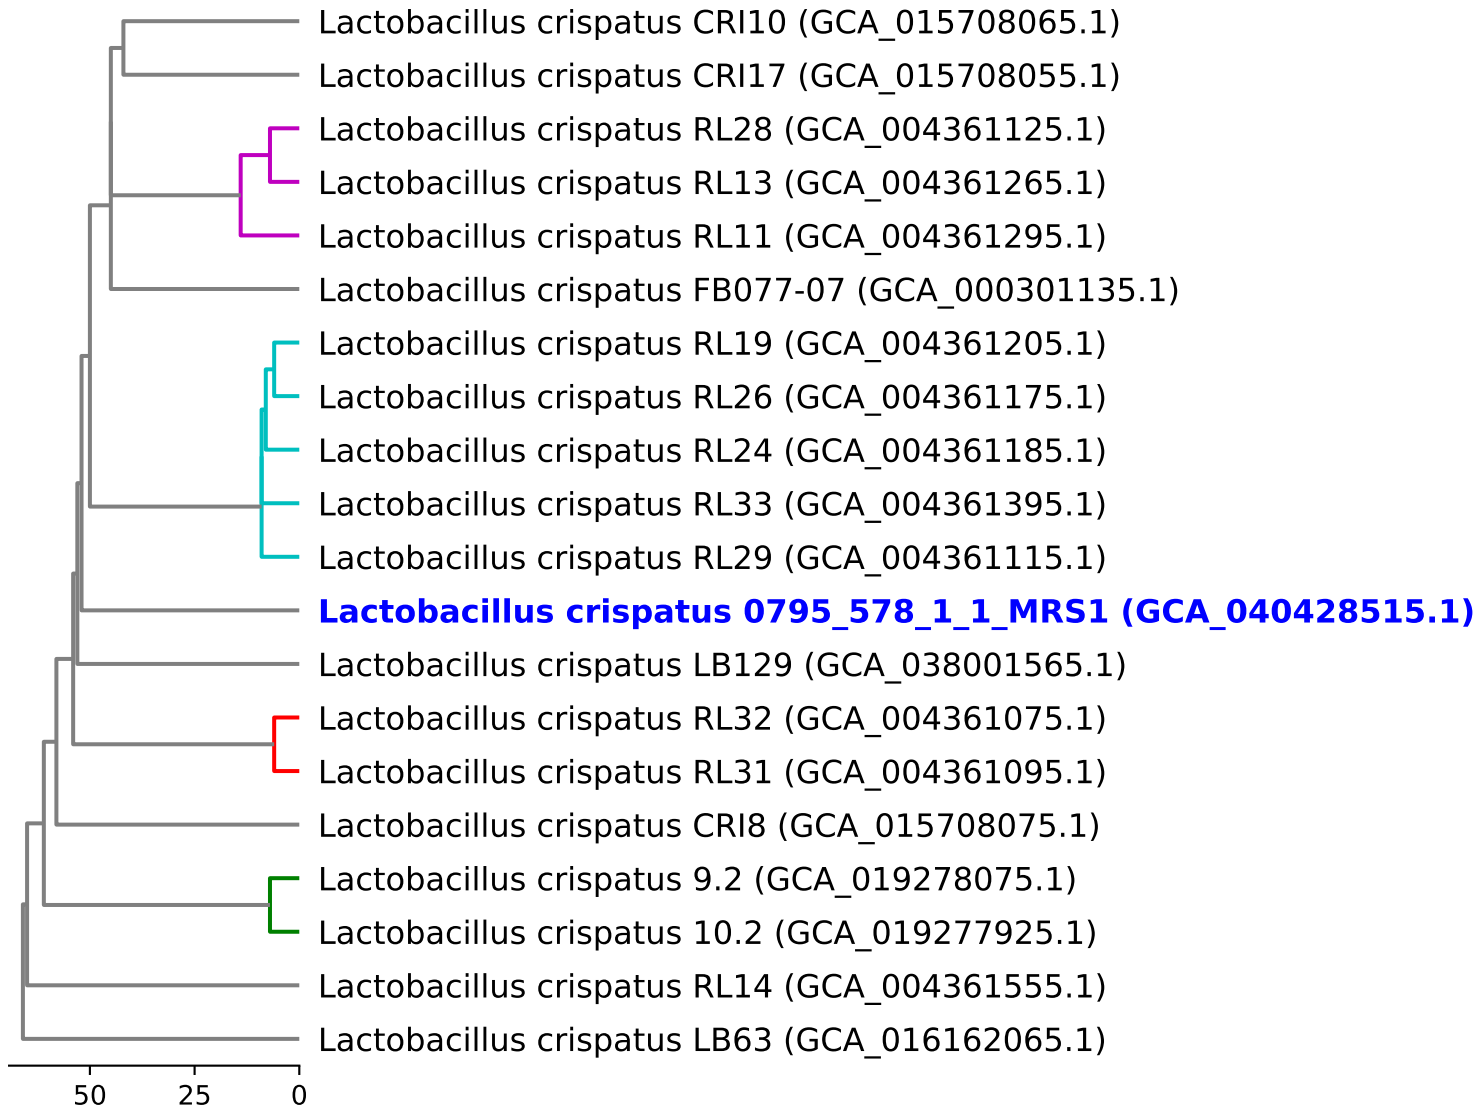 Lactobacillus crispatus CRI10 (GCA_015708065.1)
Lactobacillus crispatus CRI17 (GCA_015708055.1)
Lactobacillus crispatus RL28 (GCA_004361125.1)
Lactobacillus crispatus RL13 (GCA_004361265.1)
Lactobacillus crispatus RL11 (GCA_004361295.1)
Lactobacillus crispatus FB077-07 (GCA_000301135.1)
Lactobacillus crispatus RL19 (GCA_004361205.1)
Lactobacillus crispatus RL26 (GCA_004361175.1)
Lactobacillus crispatus RL24 (GCA_004361185.1)
Lactobacillus crispatus RL33 (GCA_004361395.1)
Lactobacillus crispatus RL29 (GCA_004361115.1)
Lactobacillus crispatus 0795_578_1_1_MRS1 (GCA_040428515.1)
Lactobacillus crispatus LB129 (GCA_038001565.1)
Lactobacillus crispatus RL32 (GCA_004361075.1)
Lactobacillus crispatus RL31 (GCA_004361095.1)
Lactobacillus crispatus CRI8 (GCA_015708075.1)
Lactobacillus crispatus 9.2 (GCA_019278075.1)
Lactobacillus crispatus 10.2 (GCA_019277925.1)
Lactobacillus crispatus RL14 (GCA_004361555.1)
Lactobacillus crispatus LB63 (GCA_016162065.1)
50 25 0